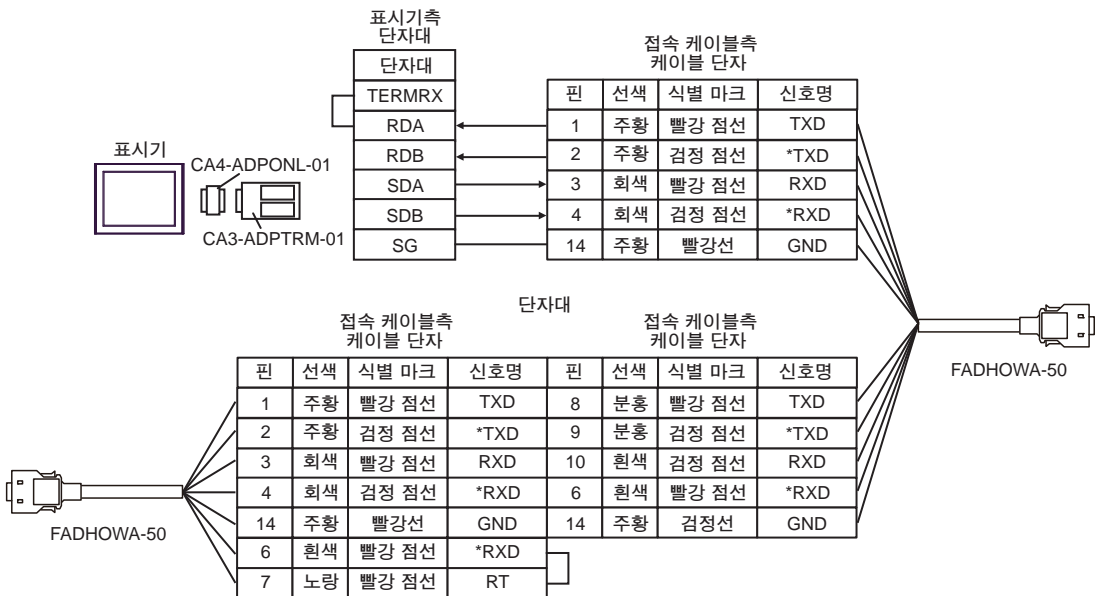 표시기측
단자대
단자대
TERMRX
RDA
RDB
SDA
SDB
SG
표시기
CA4-ADPONL-01
CA3-ADPTRM-01
접속 케이블측
케이블 단자
핀 선색 식별 마크 신호명
1 주황 빨강 점선 TXD
2 주황 검정 점선 *TXD
3 회색 빨강 점선 RXD
4 회색 검정 점선 *RXD
14 주황 빨강선 GND
FADHOWA-50
단자대
접속 케이블측
케이블 단자
핀 선색 식별 마크 신호명
1 주황 빨강 점선 TXD
2 주황 검정 점선 *TXD
3 회색 빨강 점선 RXD
4 회색 검정 점선 *RXD
14 주황 빨강선 GND
6 흰색 빨강 점선 *RXD
7 노랑 빨강 점선 RT
FADHOWA-50
접속 케이블측
케이블 단자
핀 선색 식별 마크 신호명
8 분홍 빨강 점선 TXD
9 분홍 검정 점선 *TXD
10 흰색 검정 점선 RXD
6 흰색 빨강 점선 *RXD
14 주황 검정선 GND